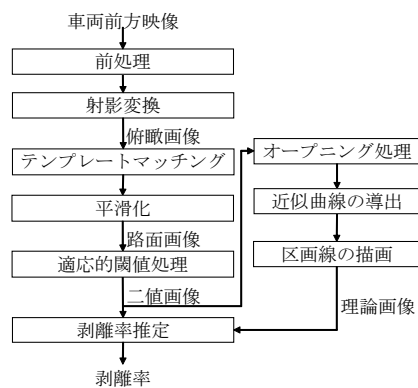 車両前方映像
前処理
射影変換
俯瞰画像
テンプレートマッチング
平滑化
路面画像
適応的閾値処理
二値画像
オープニング処理
近似曲線の導出
区画線の描画
理論画像
剥離率推定
剥離率